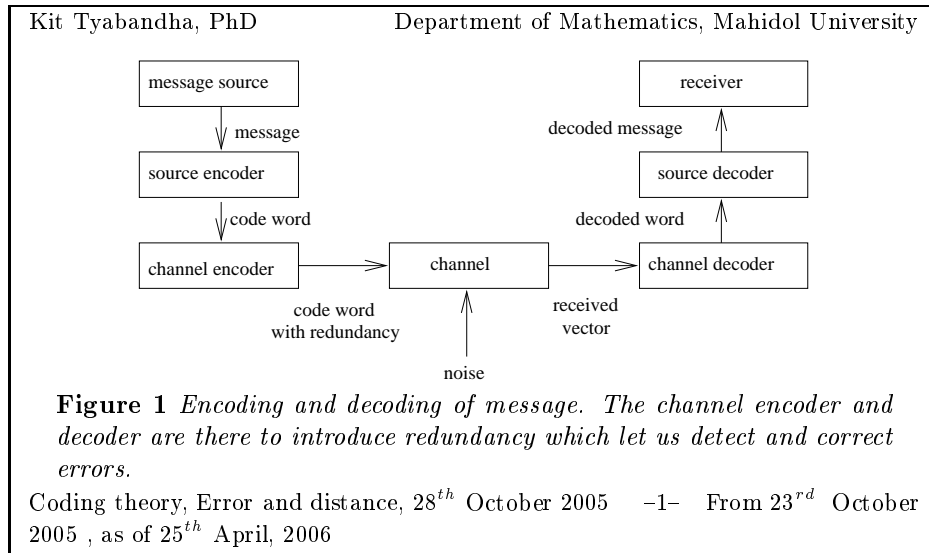 Kit Tyabandha, PhD Department of Mathematics, Mahidol University
message source
message
source encoder
code word
channel encoder
code word
with redundancy
channel
noise
received
vector
channel decoder
decoded word
source decoder
decoded message
receiver
Figure 1 Encoding and decoding of message. The channel encoder and
decoder are there to introduce redundancy which let us detect and correct
errors.
Coding theory, Error and distance, 28th October 2005 –1– From 23rd October
2005 , as of 25th April, 2006